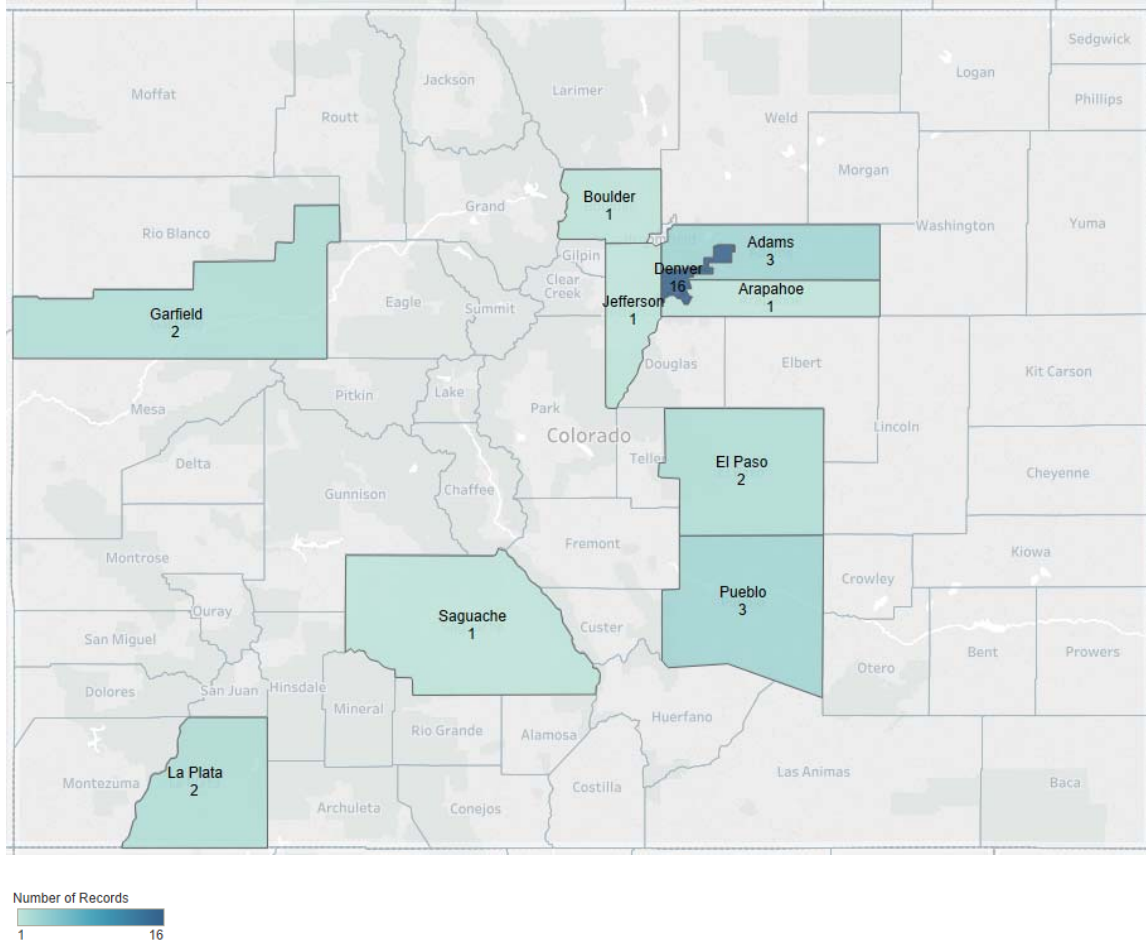 Sedgwick
Jackson
Logan
Moffat
Larimer
Phillips
Routt
Weld
Morgan
Boulder
1
Grand
Washington
Yuma
Rio Blanco
Adams
3
Gilpin
Denver
16
Clear
Creek
Arapahoe
1
Eagle
Jefferson
1
Summit
Garfield
2
Douglas
Elbert
Kit Carson
Pitkin
Lake
Mesa
Park
Lincoln
Colorado
Teller
Delta
El Paso
2
Cheyenne
Gunnison
Chaffee
Fremont
Kiowa
Montrose
Crowley
Pueblo
3
Ouray
Saguache
1
Custer
San Miguel
Bent
Prowers
Otero
Dolores
San Juan
Hinsdale
Mineral
Huerfano
Rio Grande
Alamosa
La Plata
2
Las Animas
Montezuma
Costilla
Baca
Archuleta
Conejos
Number of Records
1
16